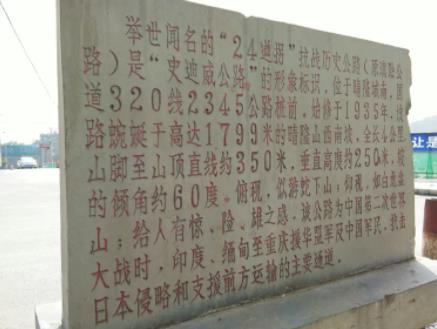 举世闻名的"24道拐"抗战历史公路(原滇黔公
路)是"史迪威公路"的形象标识,位于晴隆城南,国
道320线2345公路桩前,始修于1935年,该
路蜿蜒于高达1799米的晴隆山西南坡,全长4公里,
山脚至山顶直线约350米,垂直高度约250米,坡
的倾角约60度。俯视,似游蛇下山,仰视,如白龙盘
山;给人有惊、险、雄之感。该公路为中国第二次世界
大战时,印度、缅甸至重庆援华盟军及中国军民,抗击
日本侵略和支援前方运输的主要通道。
让是